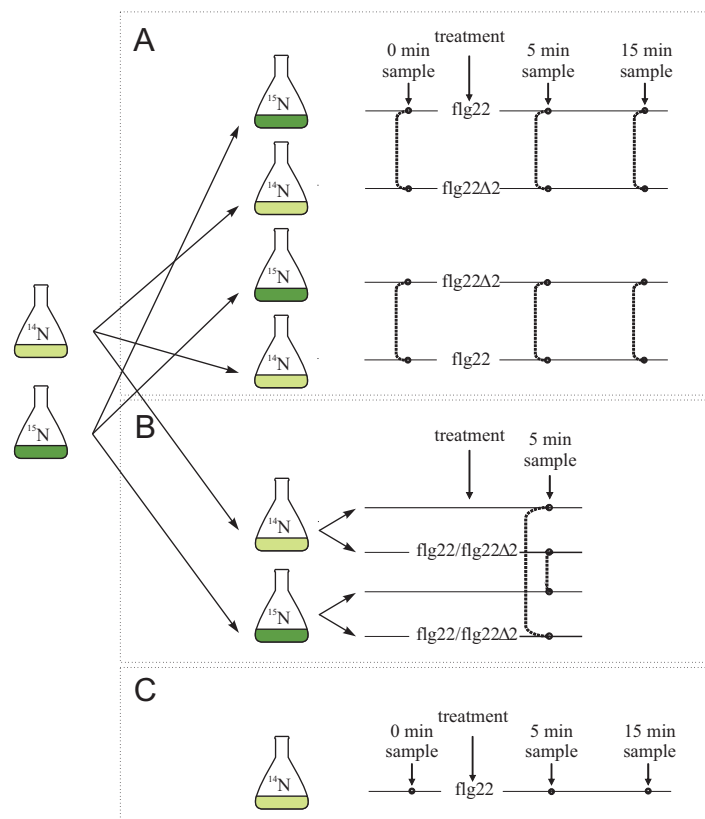 A
treatment
0 min
sample
5 min
sample
15 min
sample
¹⁵N
flg22
¹⁴N
flg22Δ2
¹⁵N
flg22Δ2
¹⁴N
flg22
¹⁴N
¹⁵N
B
treatment
5 min
sample
¹⁴N
flg22/flg22Δ2
¹⁵N
flg22/flg22Δ2
C
treatment
0 min
sample
5 min
sample
15 min
sample
¹⁴N
flg22